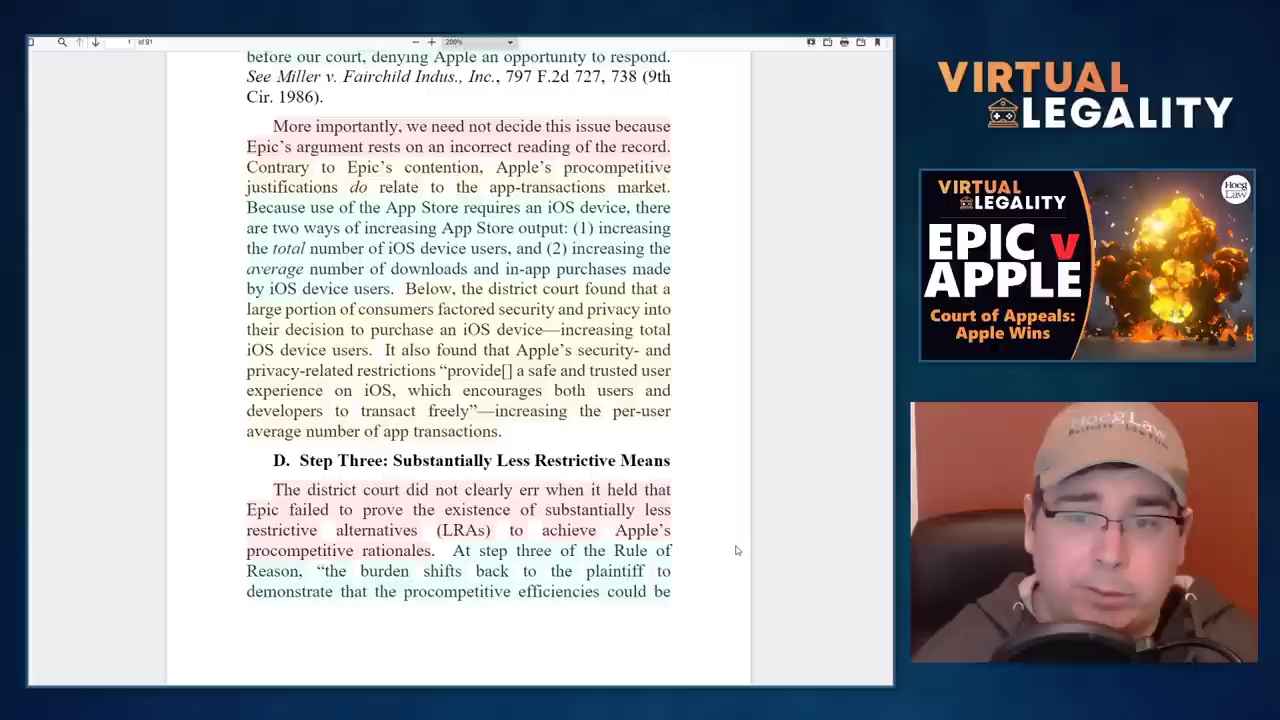 1 of 91
200%
before our court, denying Apple an opportunity to respond.
See Miller v. Fairchild Indus., Inc., 797 F.2d 727, 738 (9th
Cir. 1986).
More importantly, we need not decide this issue because
Epic's argument rests on an incorrect reading of the record.
Contrary to Epic's contention, Apple's procompetitive
justifications do relate to the app-transactions market.
Because use of the App Store requires an iOS device, there
are two ways of increasing App Store output: (1) increasing
the total number of iOS device users, and (2) increasing the
average number of downloads and in-app purchases made
by iOS device users. Below, the district court found that a
large portion of consumers factored security and privacy into
their decision to purchase an iOS device—increasing total
iOS device users. It also found that Apple's security- and
privacy-related restrictions “provide[] a safe and trusted user
experience on iOS, which encourages both users and
developers to transact freely”—increasing the per-user
average number of app transactions.
D. Step Three: Substantially Less Restrictive Means
The district court did not clearly err when it held that
Epic failed to prove the existence of substantially less
restrictive alternatives (LRAs) to achieve Apple's
procompetitive rationales. At step three of the Rule of
Reason, “the burden shifts back to the plaintiff to
demonstrate that the procompetitive efficiencies could be
VIRTUAL
LEGALITY
VIRTUAL
LEGALITY
Hoeg
Law
EPIC v
APPLE
Court of Appeals:
Apple Wins
Hoeg Law